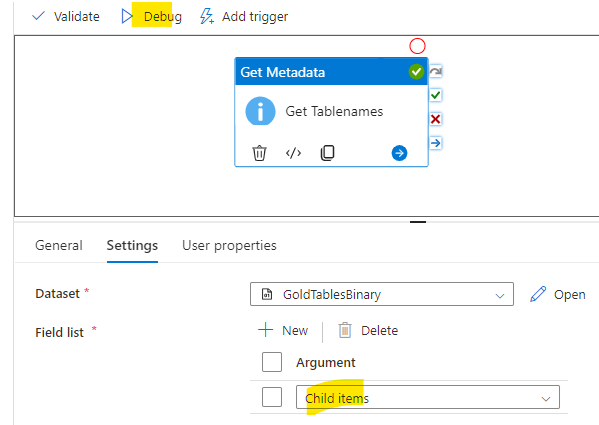 Validate Debug Add trigger
Get Metadata
Get Tablenames
General Settings User properties
Dataset * GoldTablesBinary Open
Field list * New Delete
Argument
Child items